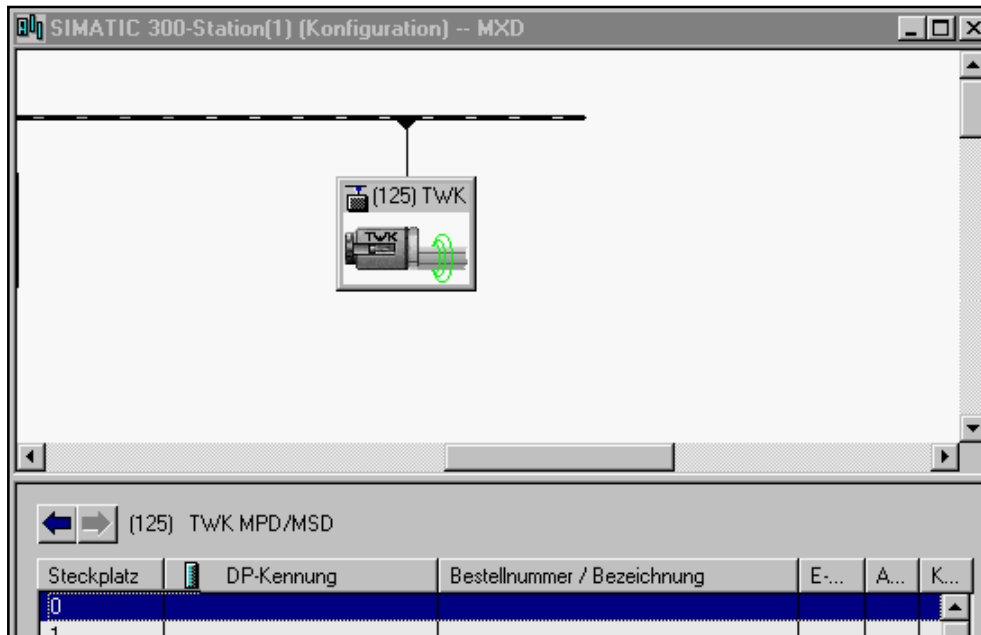 SIMATIC 300-Station(1) (Konfiguration) -- MXD
(125) TWK
TWK
(125) TWK MPD/MSD
Steckplatz DP-Kennung Bestellnummer / Bezeichnung E-... A... K...
0
1